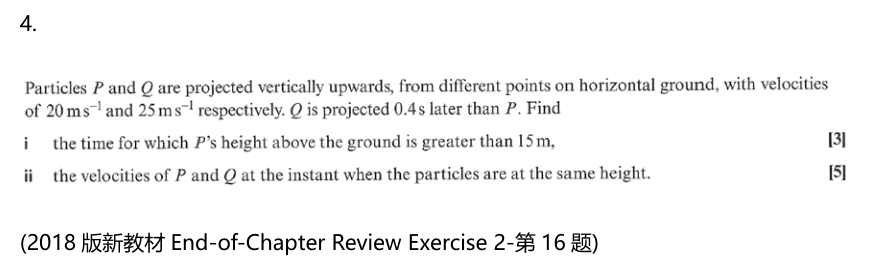 4.
Particles P and Q are projected vertically upwards, from different points on horizontal ground, with velocities
of 20 m s⁻¹ and 25 m s⁻¹ respectively. Q is projected 0.4 s later than P. Find
i the time for which P's height above the ground is greater than 15 m, [3]
ii the velocities of P and Q at the instant when the particles are at the same height. [5]
(2018 版新教材 End-of-Chapter Review Exercise 2-第 16 题)